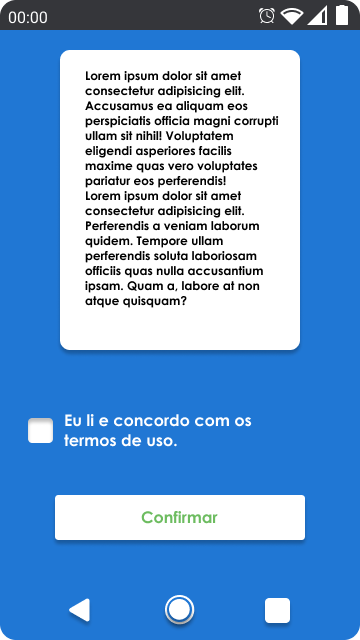 00:00
Lorem ipsum dolor sit amet
consectetur adipisicing elit.
Accusamus ea aliquam eos
perspiciatis officia magni corrupti
ullam sit nihil! Voluptatem
eligendi asperiores facilis
maxime quas vero voluptates
pariatur eos perferendis!
Lorem ipsum dolor sit amet
consectetur adipisicing elit.
Perferendis a veniam laborum
quidem. Tempore ullam
perferendis soluta laboriosam
officiis quas nulla accusantium
ipsam. Quam a, labore at non
atque quisquam?
Eu li e concordo com os
termos de uso.
Confirmar